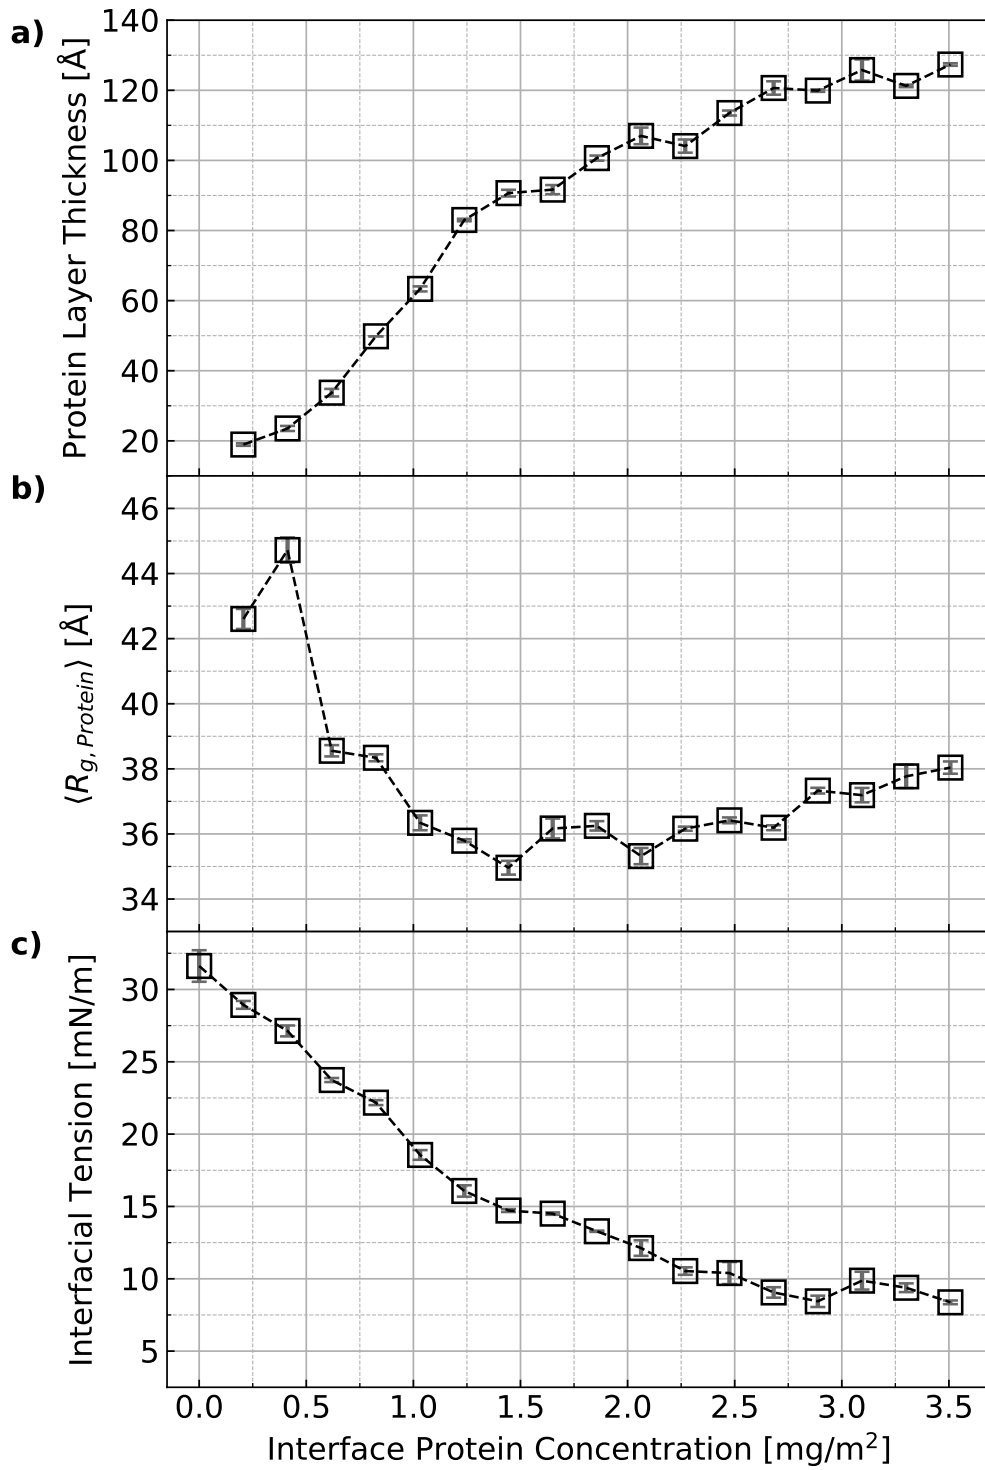 a)
Protein Layer Thickness [Å]
140
120
100
80
60
40
20
b)
⟨R_{g, Protein}⟩ [Å]
46
44
42
40
38
36
34
c)
Interfacial Tension [mN/m]
30
25
20
15
10
5
0.0 0.5 1.0 1.5 2.0 2.5 3.0 3.5
Interface Protein Concentration [mg/m²]